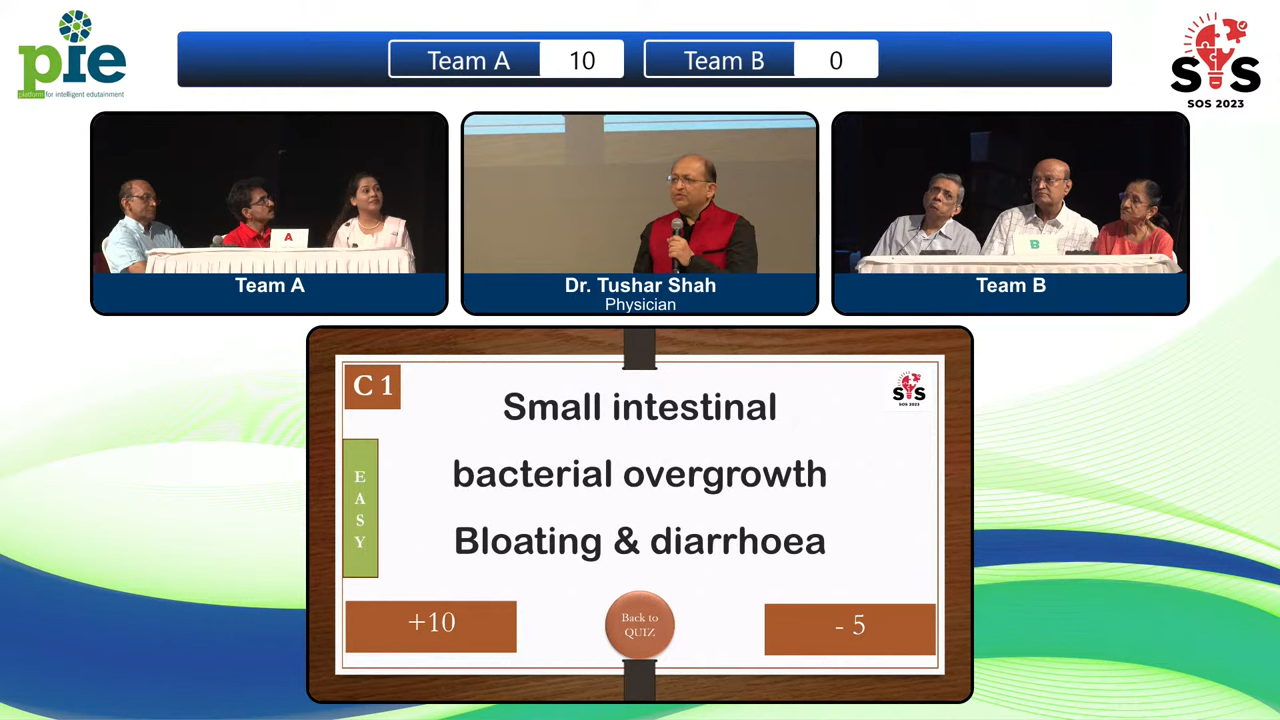 pie
platform for intelligent edutainment
Team A 10 Team B 0
SOS
SOS 2023
A
B
Team A
Dr. Tushar Shah
Physician
Team B
C 1
SOS
SOS 2023
Small intestinal
bacterial overgrowth
Bloating & diarrhoea
EASY
+10
Back to
QUIZ
- 5